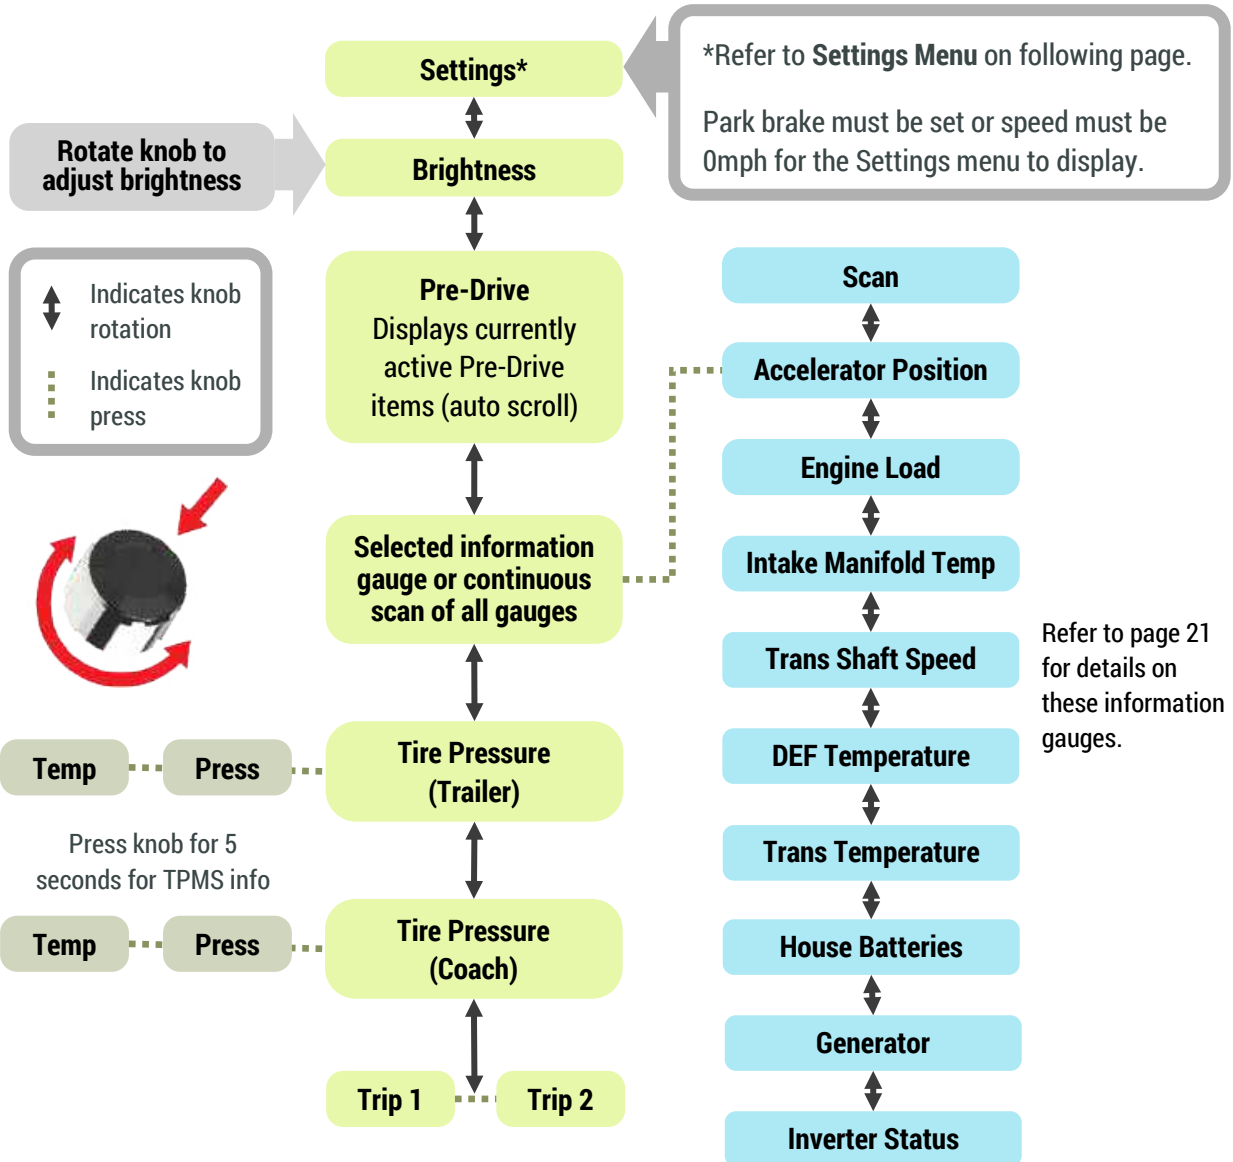 Settings*
*Refer to Settings Menu on following page.
Park brake must be set or speed must be
0mph for the Settings menu to display.
Rotate knob to
adjust brightness
Brightness
Indicates knob
rotation
Indicates knob
press
Pre-Drive
Displays currently
active Pre-Drive
items (auto scroll)
Selected information
gauge or continuous
scan of all gauges
Temp
Press
Tire Pressure
(Trailer)
Press knob for 5
seconds for TPMS info
Temp
Press
Tire Pressure
(Coach)
Trip 1
Trip 2
Scan
Accelerator Position
Engine Load
Intake Manifold Temp
Trans Shaft Speed
DEF Temperature
Trans Temperature
House Batteries
Generator
Inverter Status
Refer to page 21
for details on
these information
gauges.